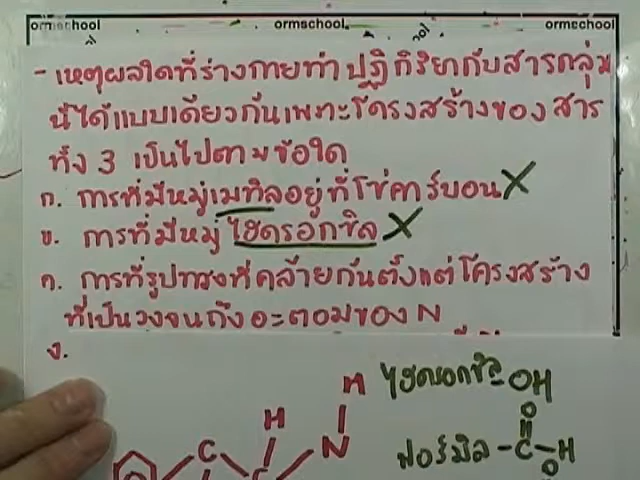 ormschool ormschool ormschool
- เหตุผลใดที่ร่างกายทำปฏิกิริยากับสารกลุ่ม
นี้ได้แบบเดียวกันเพราะโครงสร้างของสาร
ทั้ง 3 เป็นไปตามข้อใด
ก. การที่มีหมู่เมทิลอยู่ที่โซ่คาร์บอน X
ข. การที่มีหมู่ไฮดรอกซิล X
ค. การที่รูปทรงที่คล้ายกันตั้งแต่โครงสร้าง
ที่เป็นวงจนถึงอะตอมของ N
ง.
ไฮดรอกซิล OH
H
H
O
C
N
ฟอร์มิล - C - H
C
O